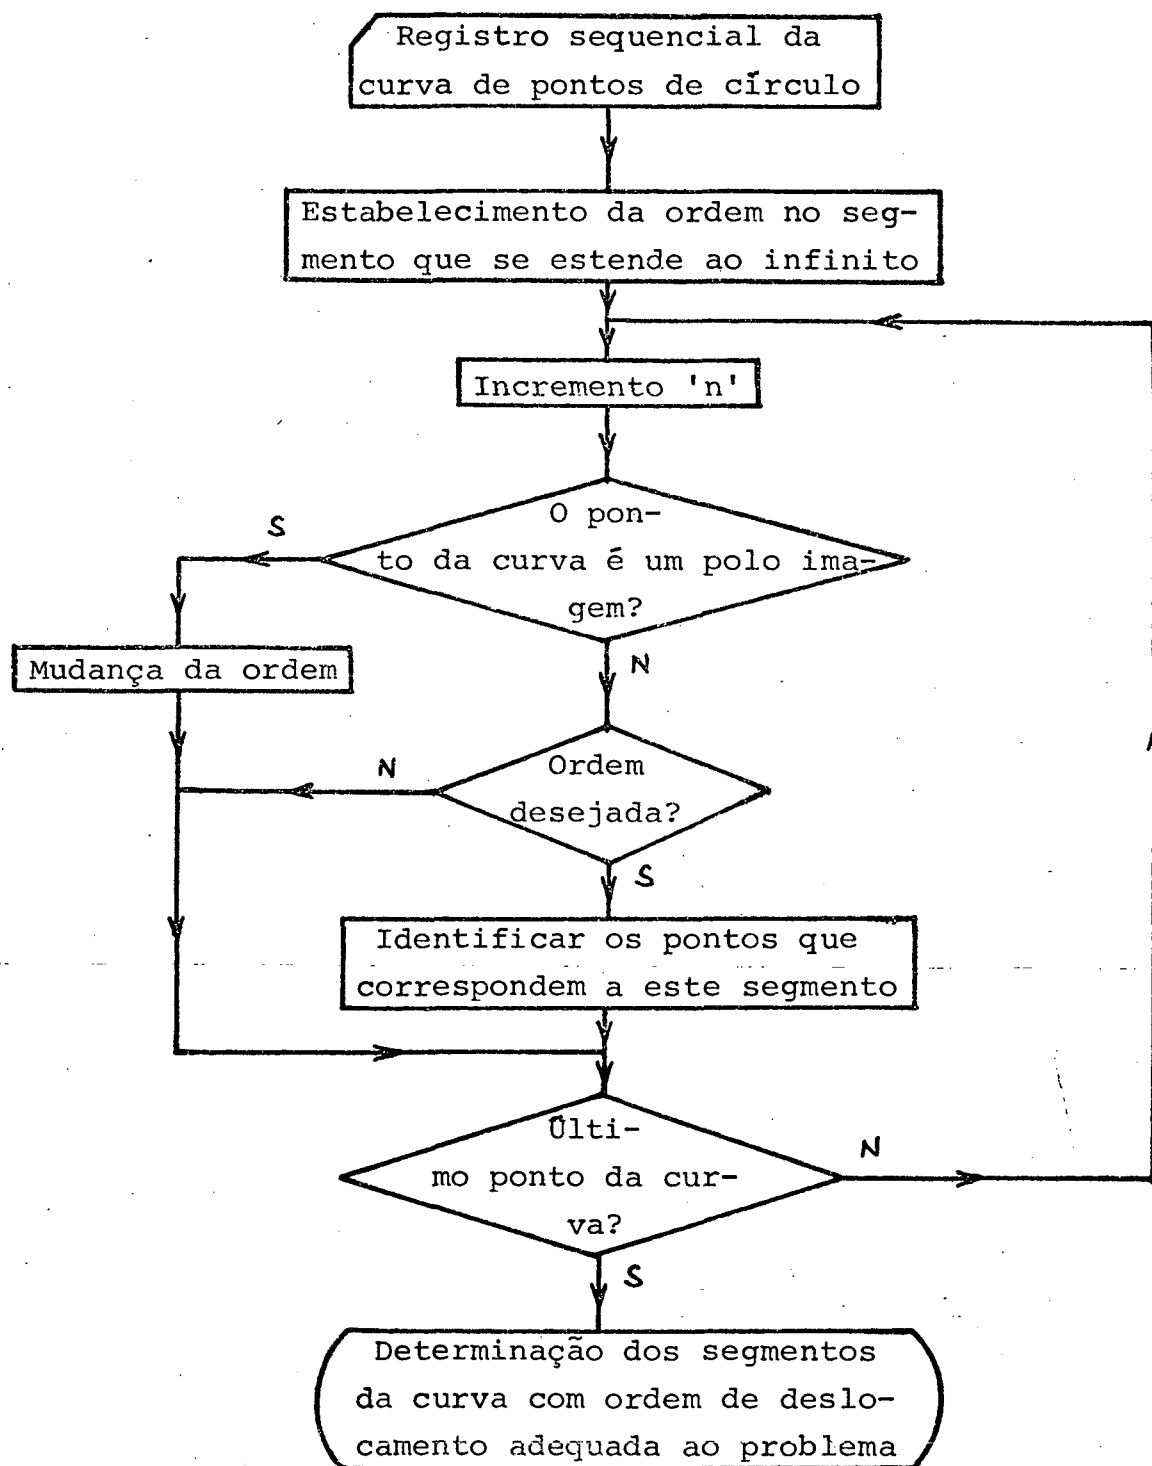 Registro sequencial da
curva de pontos de círculo
Estabelecimento da ordem no seg-
mento que se estende ao infinito
Incremento 'n'
O pon-
to da curva é um polo ima-
gem?
S
N
Mudança da ordem
Ordem
desejada?
N
S
Identificar os pontos que
correspondem a este segmento
Últi-
mo ponto da cur-
va?
N
S
Determinação dos segmentos
da curva com ordem de deslo-
camento adequada ao problema